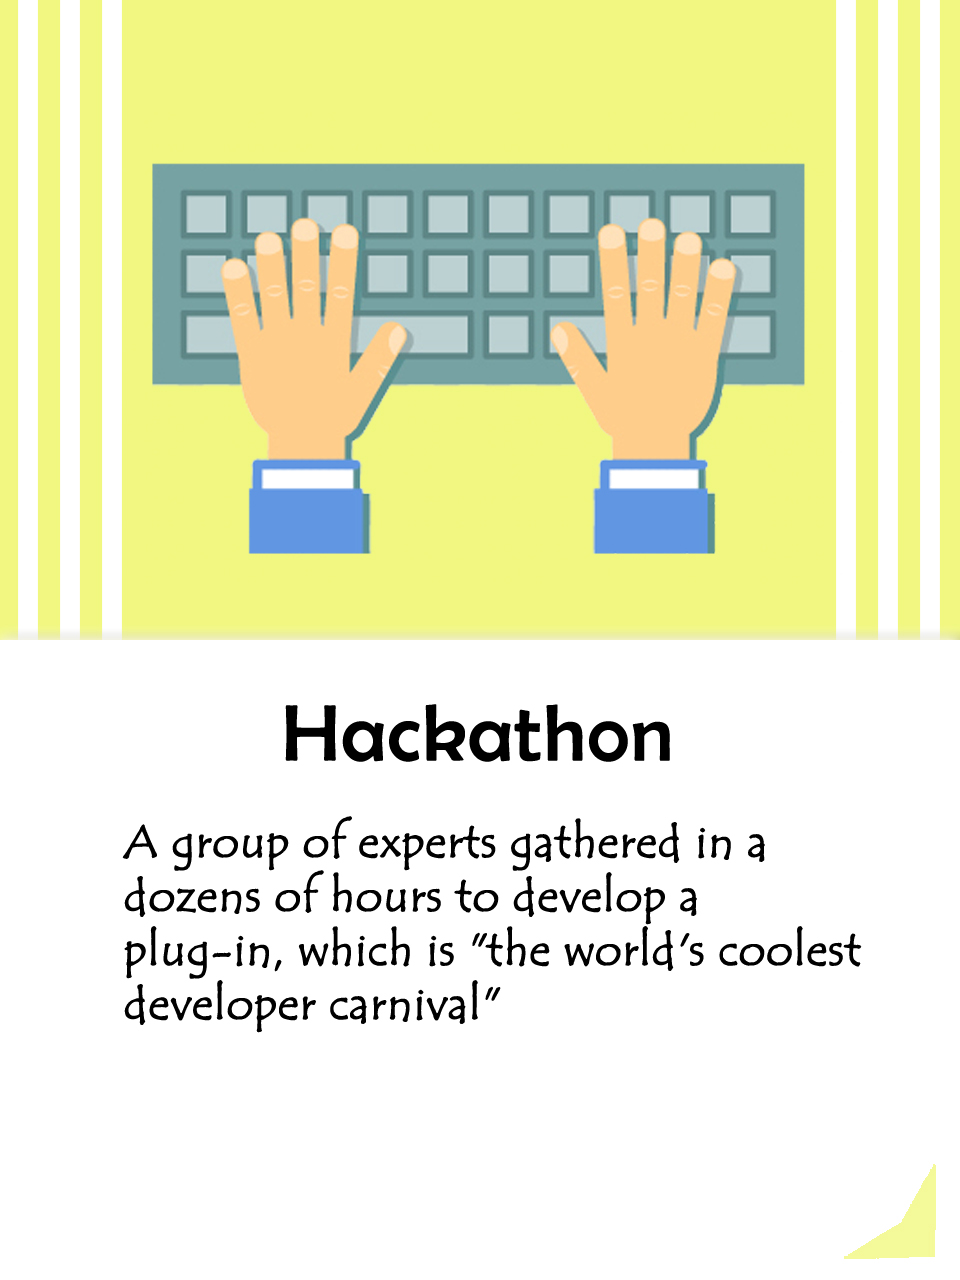 Hackathon
A group of experts gathered in a
dozens of hours to develop a
plug-in, which is "the world's coolest
developer carnival"